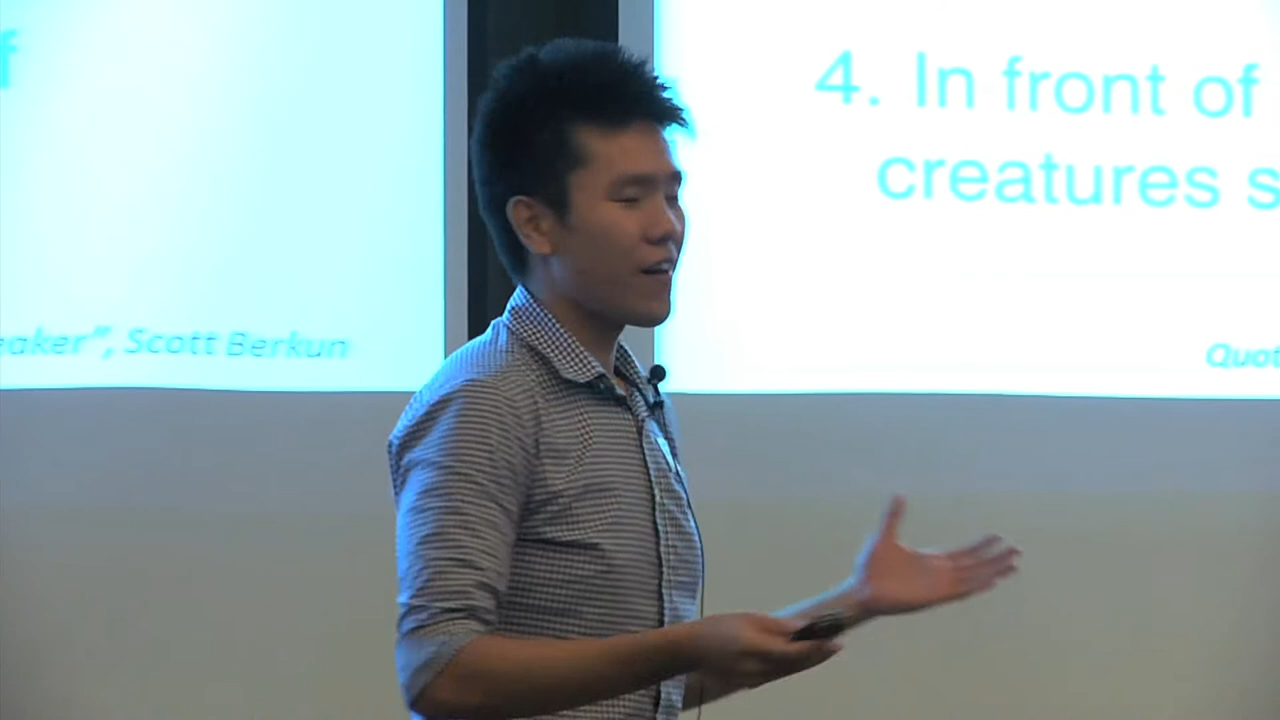 f
eaker”, Scott Berkun
4. In front of
creatures s
Quot